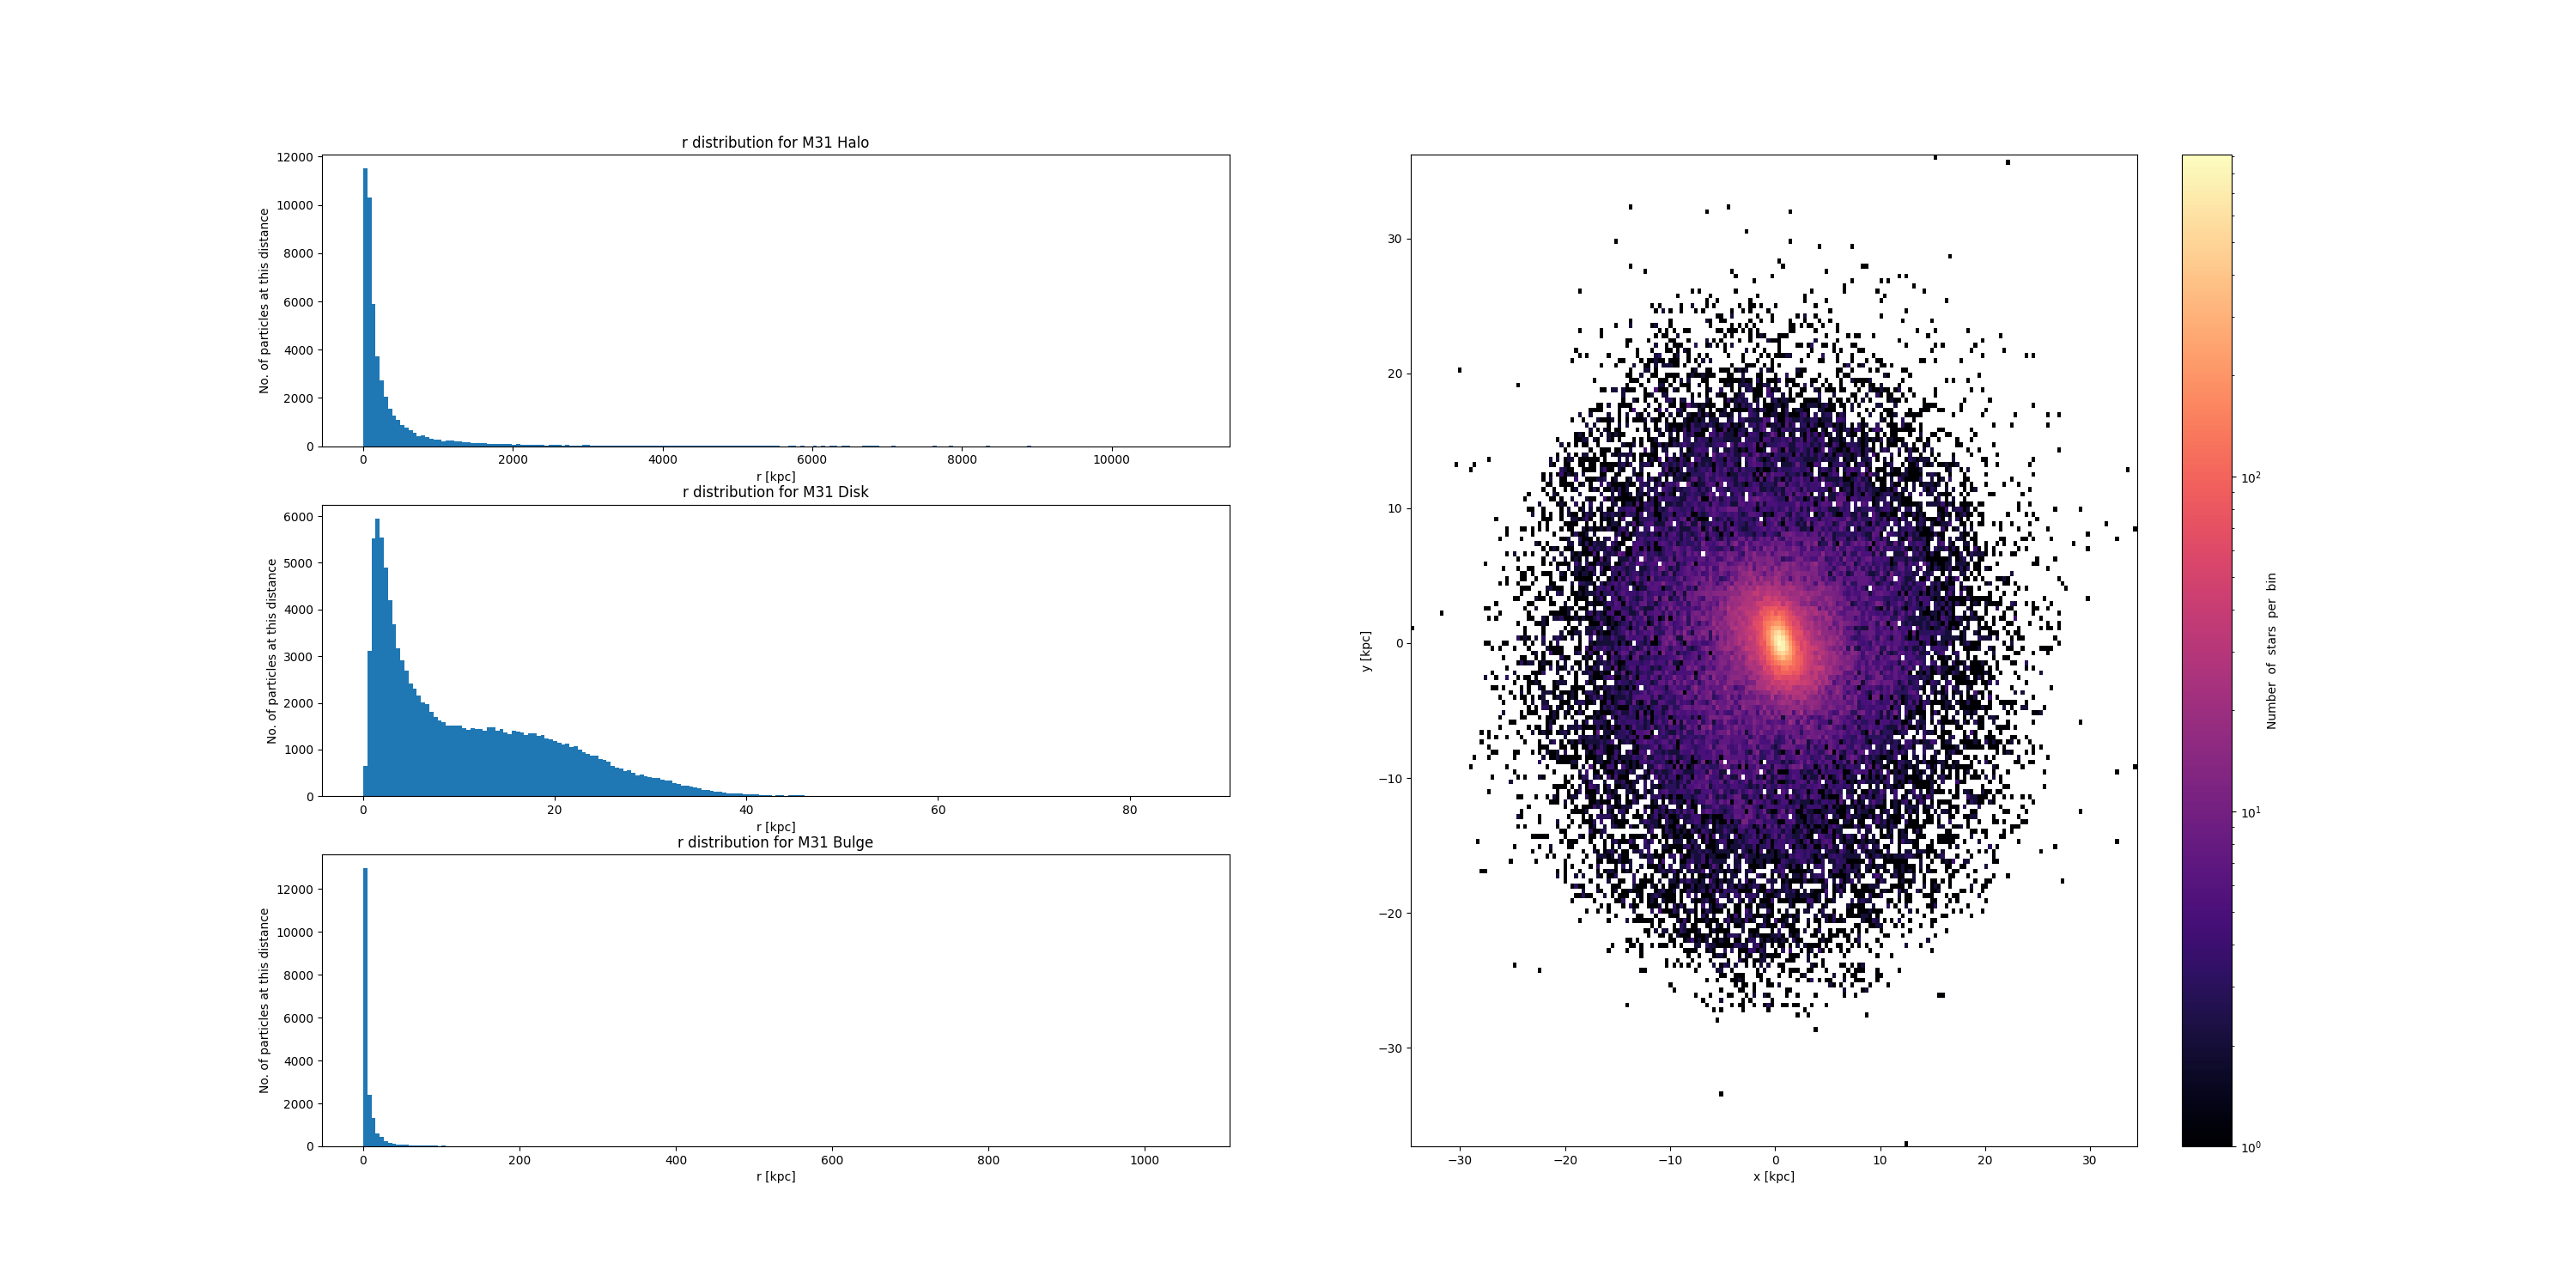 r distribution for M31 Halo
12000
10000
8000
6000
4000
2000
0
No. of particles at this distance
0 2000 4000 6000 8000 10000
r [kpc]
r distribution for M31 Disk
6000
5000
4000
3000
2000
1000
0
No. of particles at this distance
0 20 40 60 80
r [kpc]
r distribution for M31 Bulge
12000
10000
8000
6000
4000
2000
0
No. of particles at this distance
0 200 400 600 800 1000
r [kpc]
30
20
10
0
−10
−20
−30
y [kpc]
−30 −20 −10 0 10 20 30
x [kpc]
10²
10¹
10⁰
Number of stars per bin